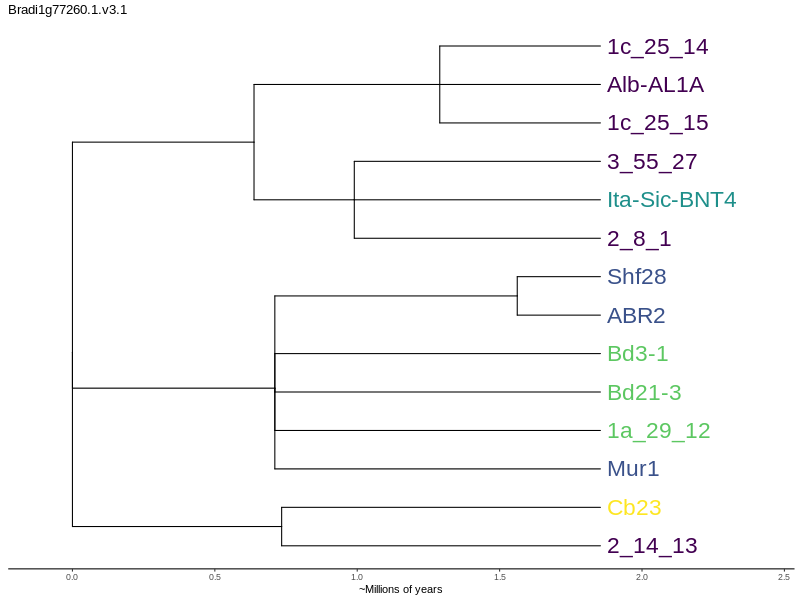 Bradi1g77260.1.v3.1
1c_25_14
Alb-AL1A
1c_25_15
3_55_27
Ita-Sic-BNT4
2_8_1
Shf28
ABR2
Bd3-1
Bd21-3
1a_29_12
Mur1
Cb23
2_14_13
0.0 0.5 1.0 1.5 2.0 2.5
~Millions of years